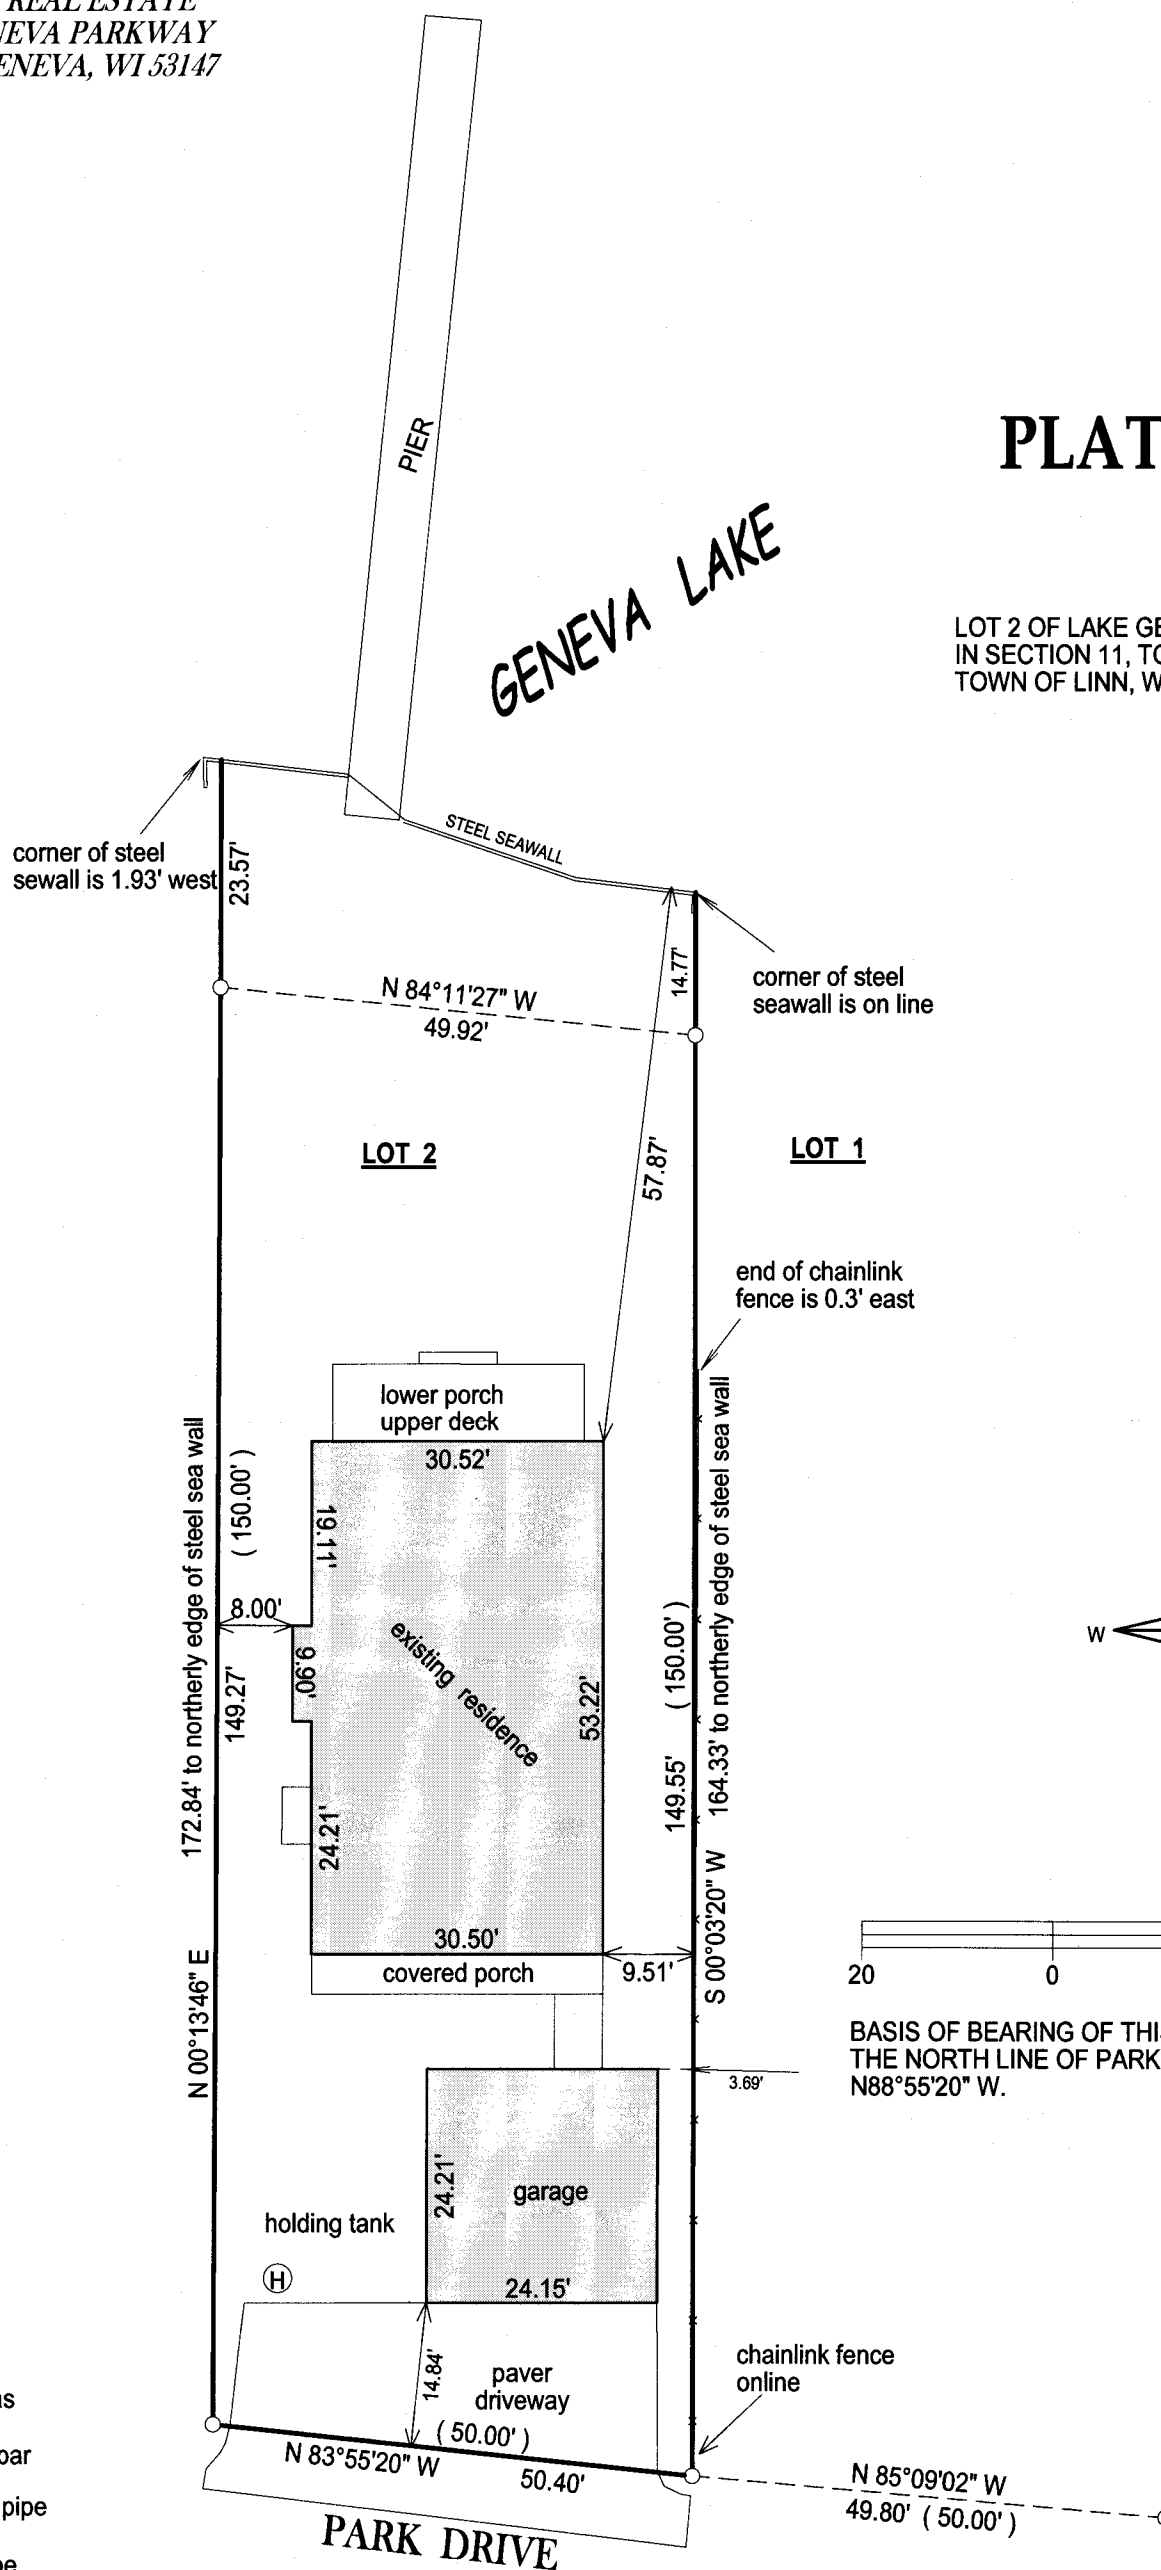 REAL ESTATE
NEVA PARKWAY
ENEVA, WI 53147
PIER
PLAT
GENEVA LAKE
LOT 2 OF LAKE GE
IN SECTION 11, TO
TOWN OF LINN, W
corner of steel
sewall is 1.93' west
23.57'
STEEL SEAWALL
14.77'
corner of steel
seawall is on line
N 84°11'27" W
49.92'
LOT 2
LOT 1
57.87'
end of chainlink
fence is 0.3' east
lower porch
upper deck
30.52'
19.11'
172.84' to northerly edge of steel sea wall
( 150.00' )
8.00'
9.90'
149.27'
existing residence
53.22'
( 150.00' )
149.55'
164.33' to northerly edge of steel sea wall
W
24.21'
30.50'
covered porch
9.51'
S 00°03'20" W
N 00°13'46" E
20 0
BASIS OF BEARING OF THI
THE NORTH LINE OF PARK
N88°55'20" W.
3.69'
24.21'
garage
holding tank
H
24.15'
14.84'
paver
driveway
( 50.00' )
chainlink fence
online
N 83°55'20" W
50.40'
N 85°09'02" W
49.80' ( 50.00' )
PARK DRIVE
as
bar
pipe